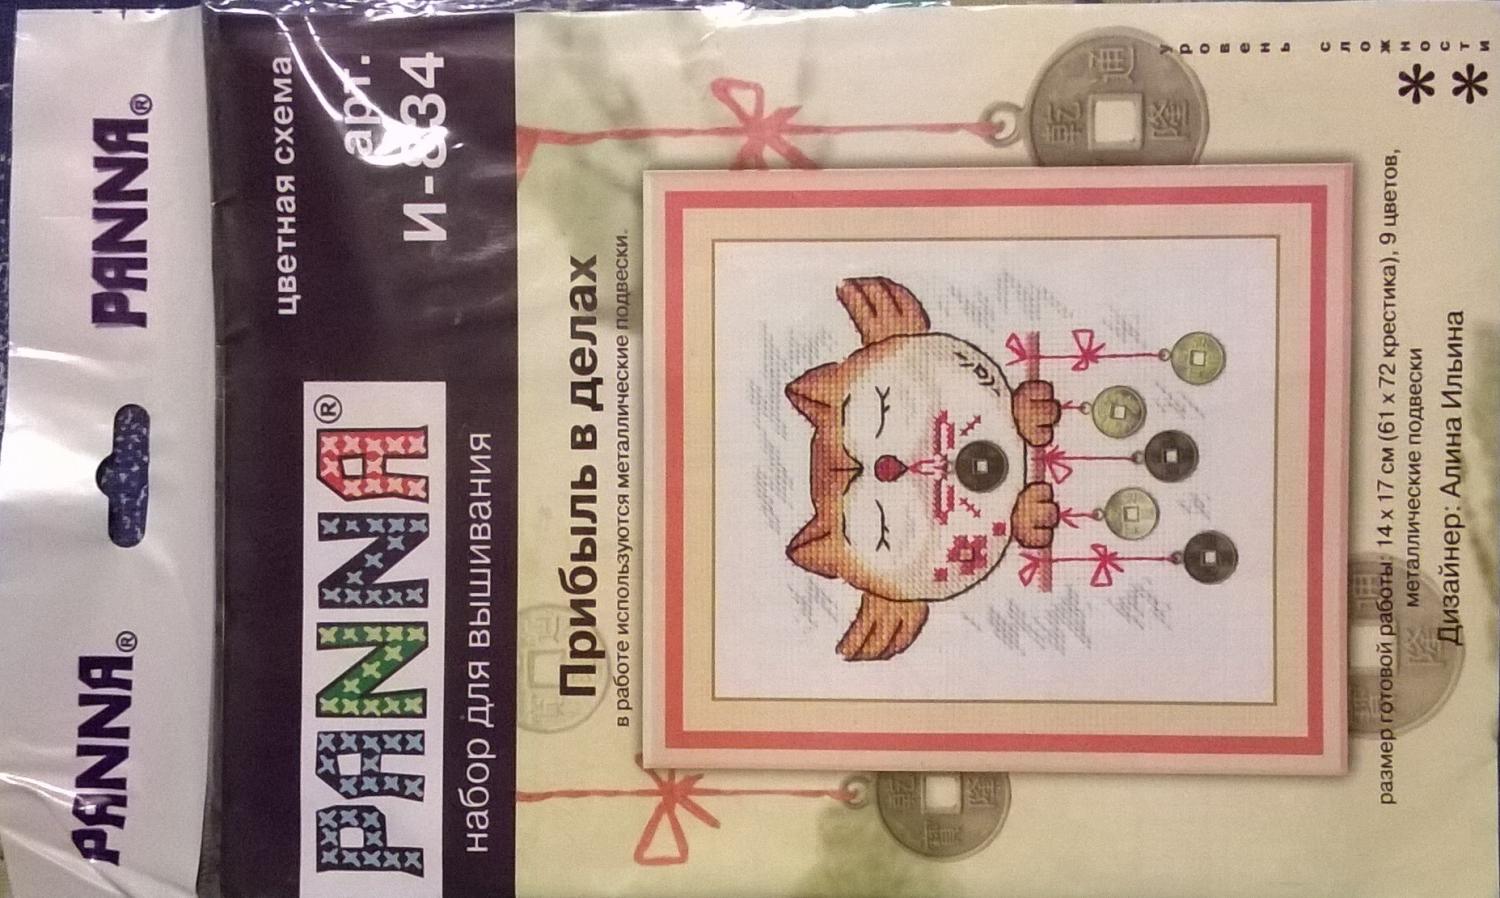 PANNA®
PANNA®
цветная схема
арт.
И-834
PANNA®
набор для вышивания
Прибыль в делах
в работе используются металлические подвески.
размер готовой работы: 14 х 17 см (61 х 72 крестика), 9 цветов,
металлические подвески
Дизайнер: Алина Ильина
уровень сложности